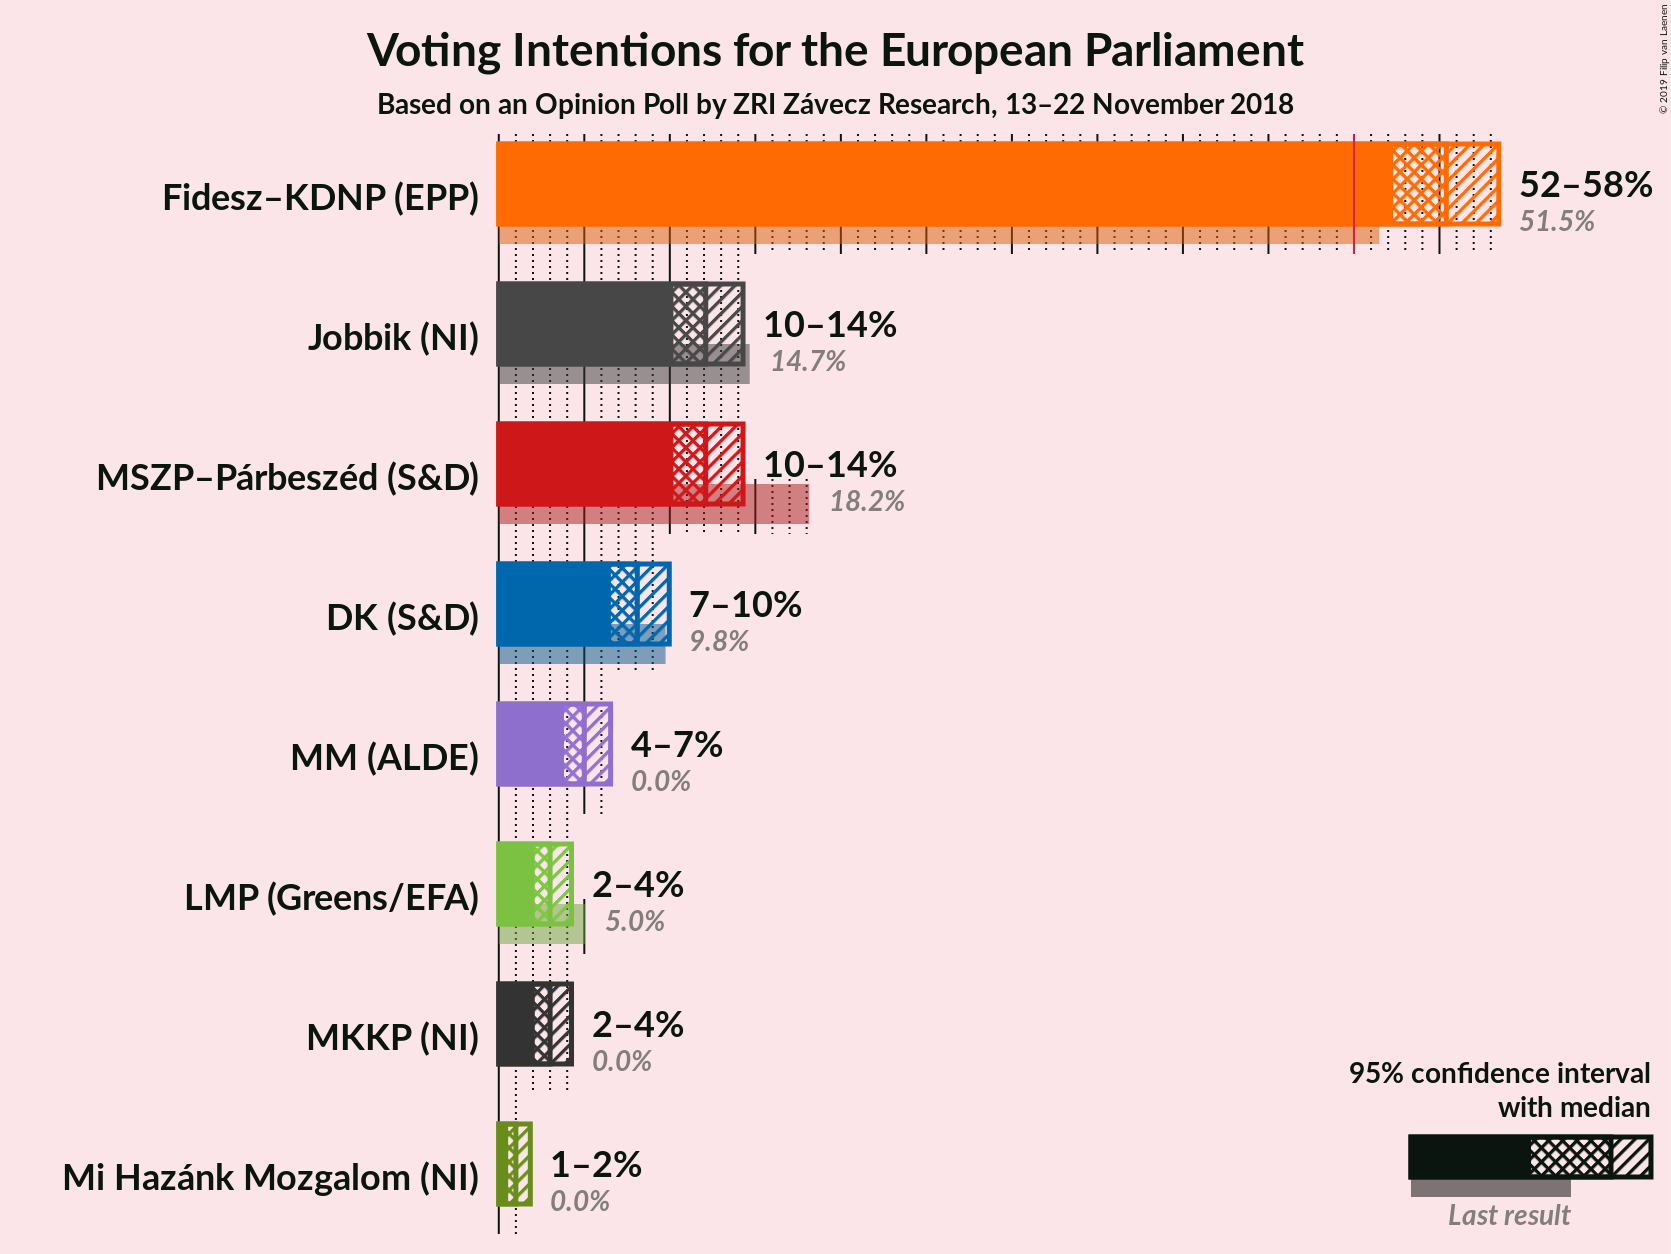 Voting Intentions for the European Parliament
Based on an Opinion Poll by ZRI Závecz Research, 13–22 November 2018
© 2019 Filip van Laenen
Fidesz–KDNP (EPP)
52–58%
51.5%
Jobbik (NI)
10–14%
14.7%
MSZP–Párbeszéd (S&D)
10–14%
18.2%
DK (S&D)
7–10%
9.8%
MM (ALDE)
4–7%
0.0%
LMP (Greens/EFA)
2–4%
5.0%
MKKP (NI)
2–4%
0.0%
Mi Hazánk Mozgalom (NI)
1–2%
0.0%
95% confidence interval
with median
Last result